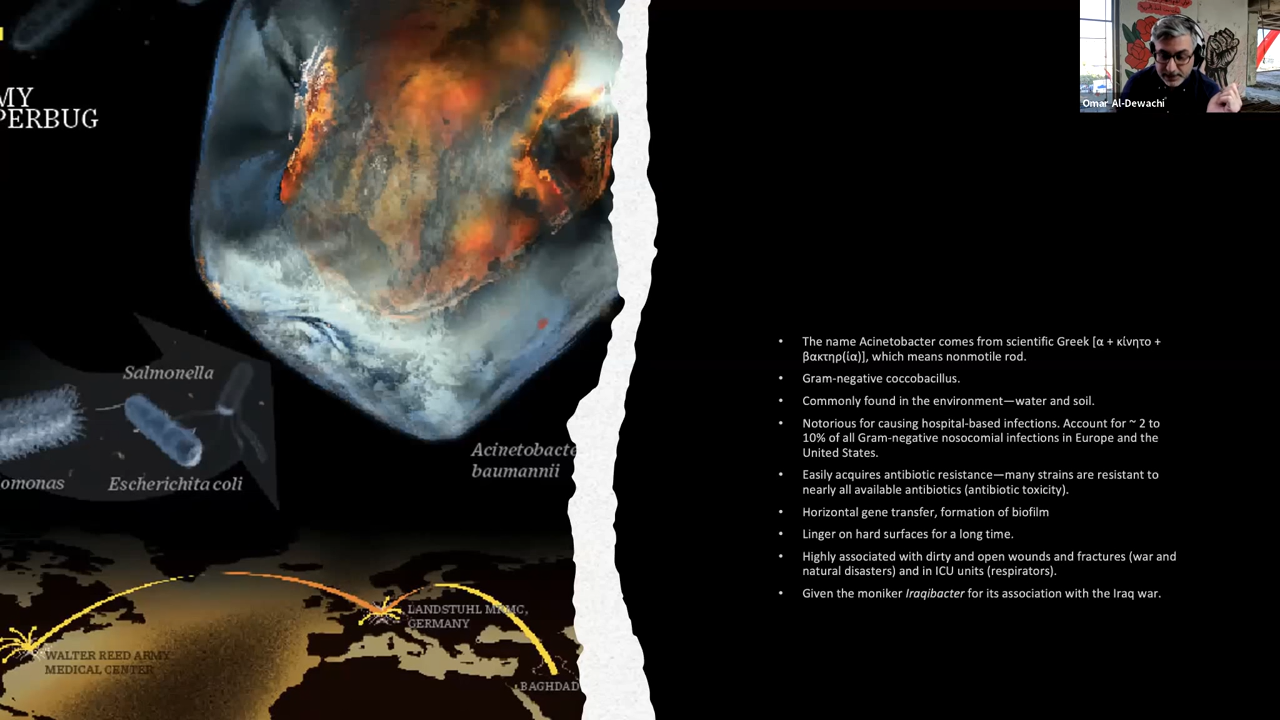 MY
PERBUG
Salmonella
omonas
Escherichita coli
Acinetobacte
baumannii
LANDSTUHL MRMC,
GERMANY
WALTER REED ARMY
MEDICAL CENTER
BAGHDAD
Omar Al-Dewachi
• The name Acinetobacter comes from scientific Greek [α + κίνητο +
βακτηρ(ία)], which means nonmotile rod.
• Gram-negative coccobacillus.
• Commonly found in the environment—water and soil.
• Notorious for causing hospital-based infections. Account for ~ 2 to
10% of all Gram-negative nosocomial infections in Europe and the
United States.
• Easily acquires antibiotic resistance—many strains are resistant to
nearly all available antibiotics (antibiotic toxicity).
• Horizontal gene transfer, formation of biofilm
• Linger on hard surfaces for a long time.
• Highly associated with dirty and open wounds and fractures (war and
natural disasters) and in ICU units (respirators).
• Given the moniker Iraqibacter for its association with the Iraq war.